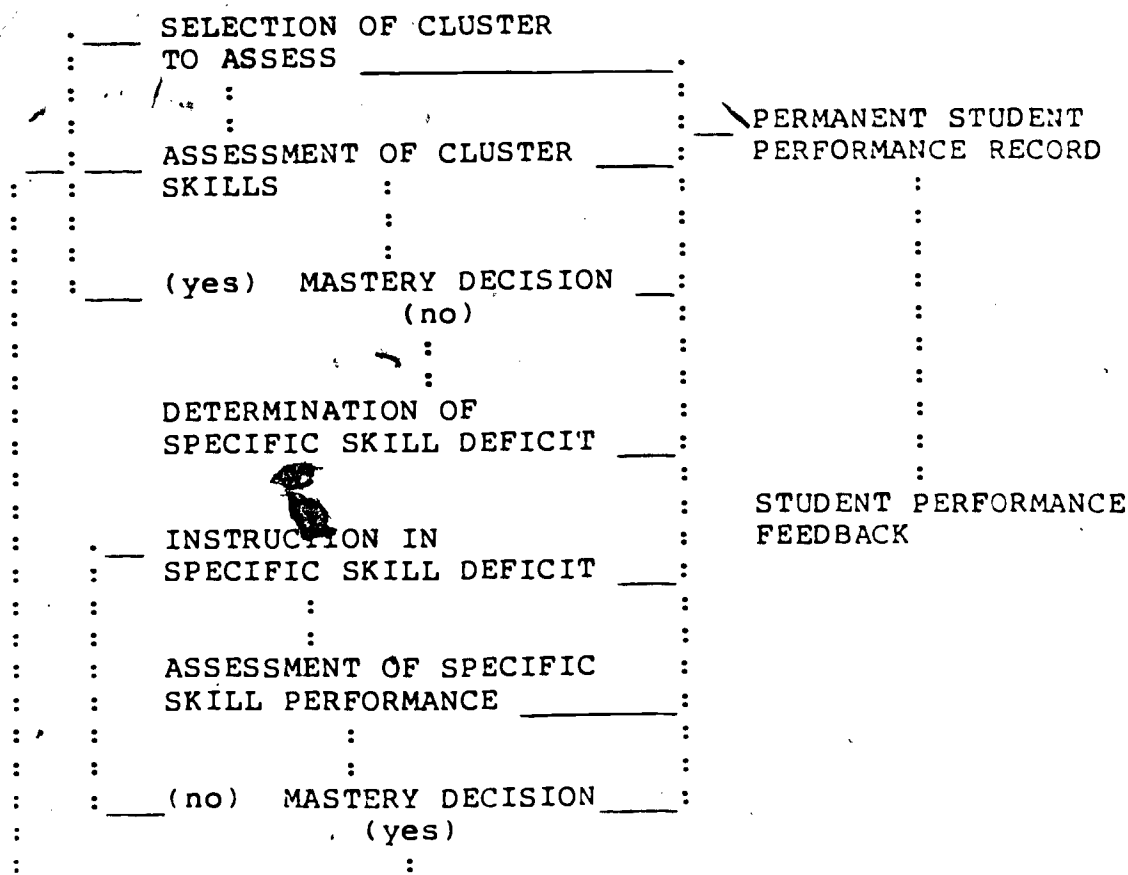 SELECTION OF CLUSTER
TO ASSESS
PERMANENT STUDENT
PERFORMANCE RECORD
ASSESSMENT OF CLUSTER
SKILLS
(yes) MASTERY DECISION
(no)
DETERMINATION OF
SPECIFIC SKILL DEFICIT
STUDENT PERFORMANCE
FEEDBACK
INSTRUCTION IN
SPECIFIC SKILL DEFICIT
ASSESSMENT OF SPECIFIC
SKILL PERFORMANCE
(no) MASTERY DECISION
(yes)